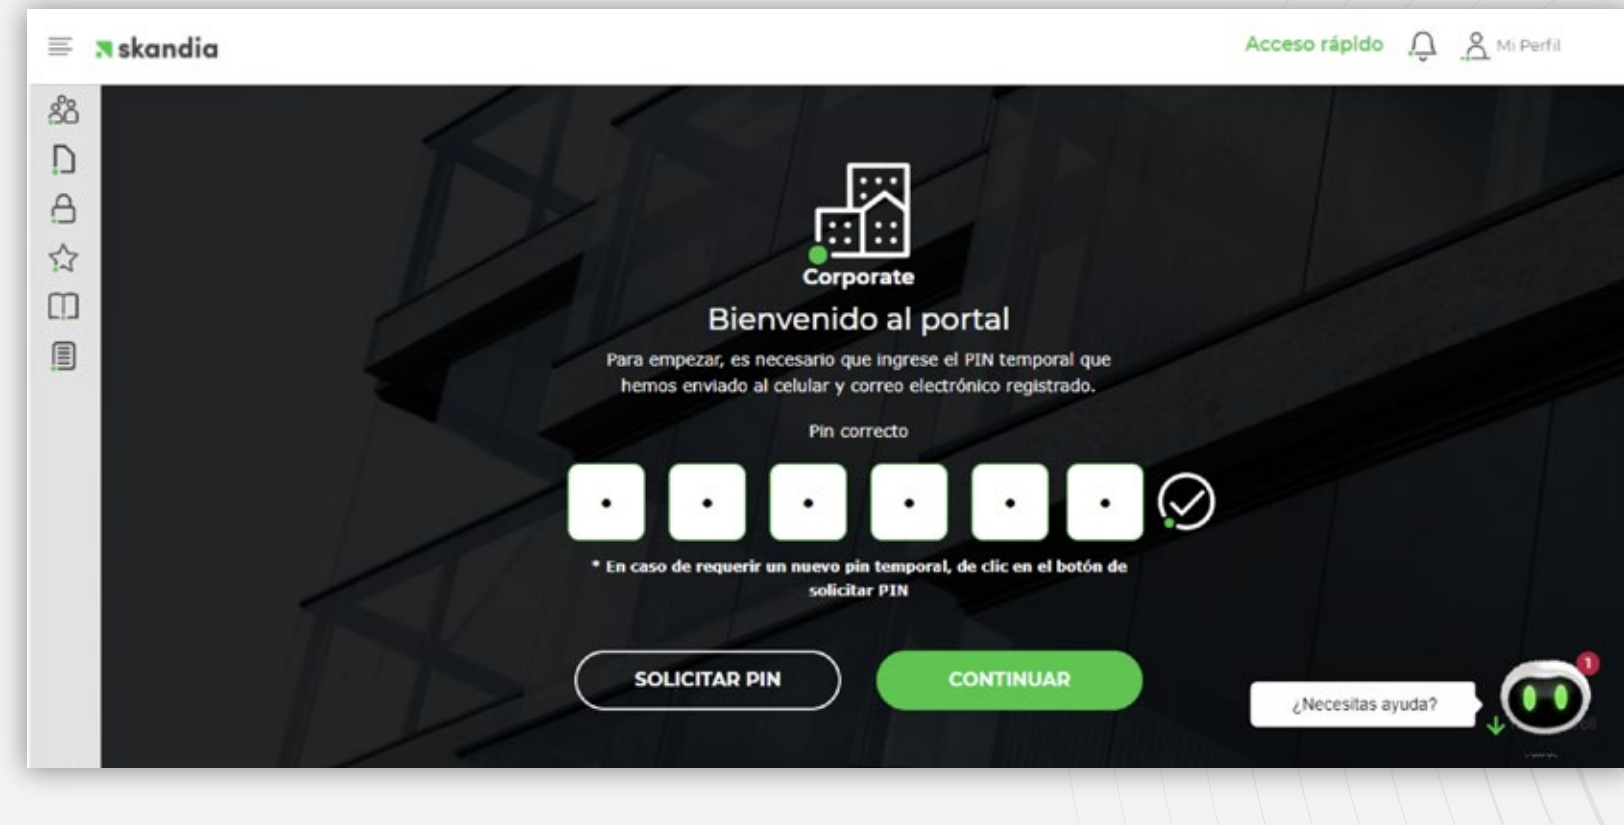 skandia
Acceso rápido
Mi Perfil
Corporate
Bienvenido al portal
Para empezar, es necesario que ingrese el PIN temporal que
hemos enviado al celular y correo electrónico registrado.
Pin correcto
* En caso de requerir un nuevo pin temporal, de clic en el botón de
solicitar PIN
SOLICITAR PIN
CONTINUAR
¿Necesitas ayuda?
1